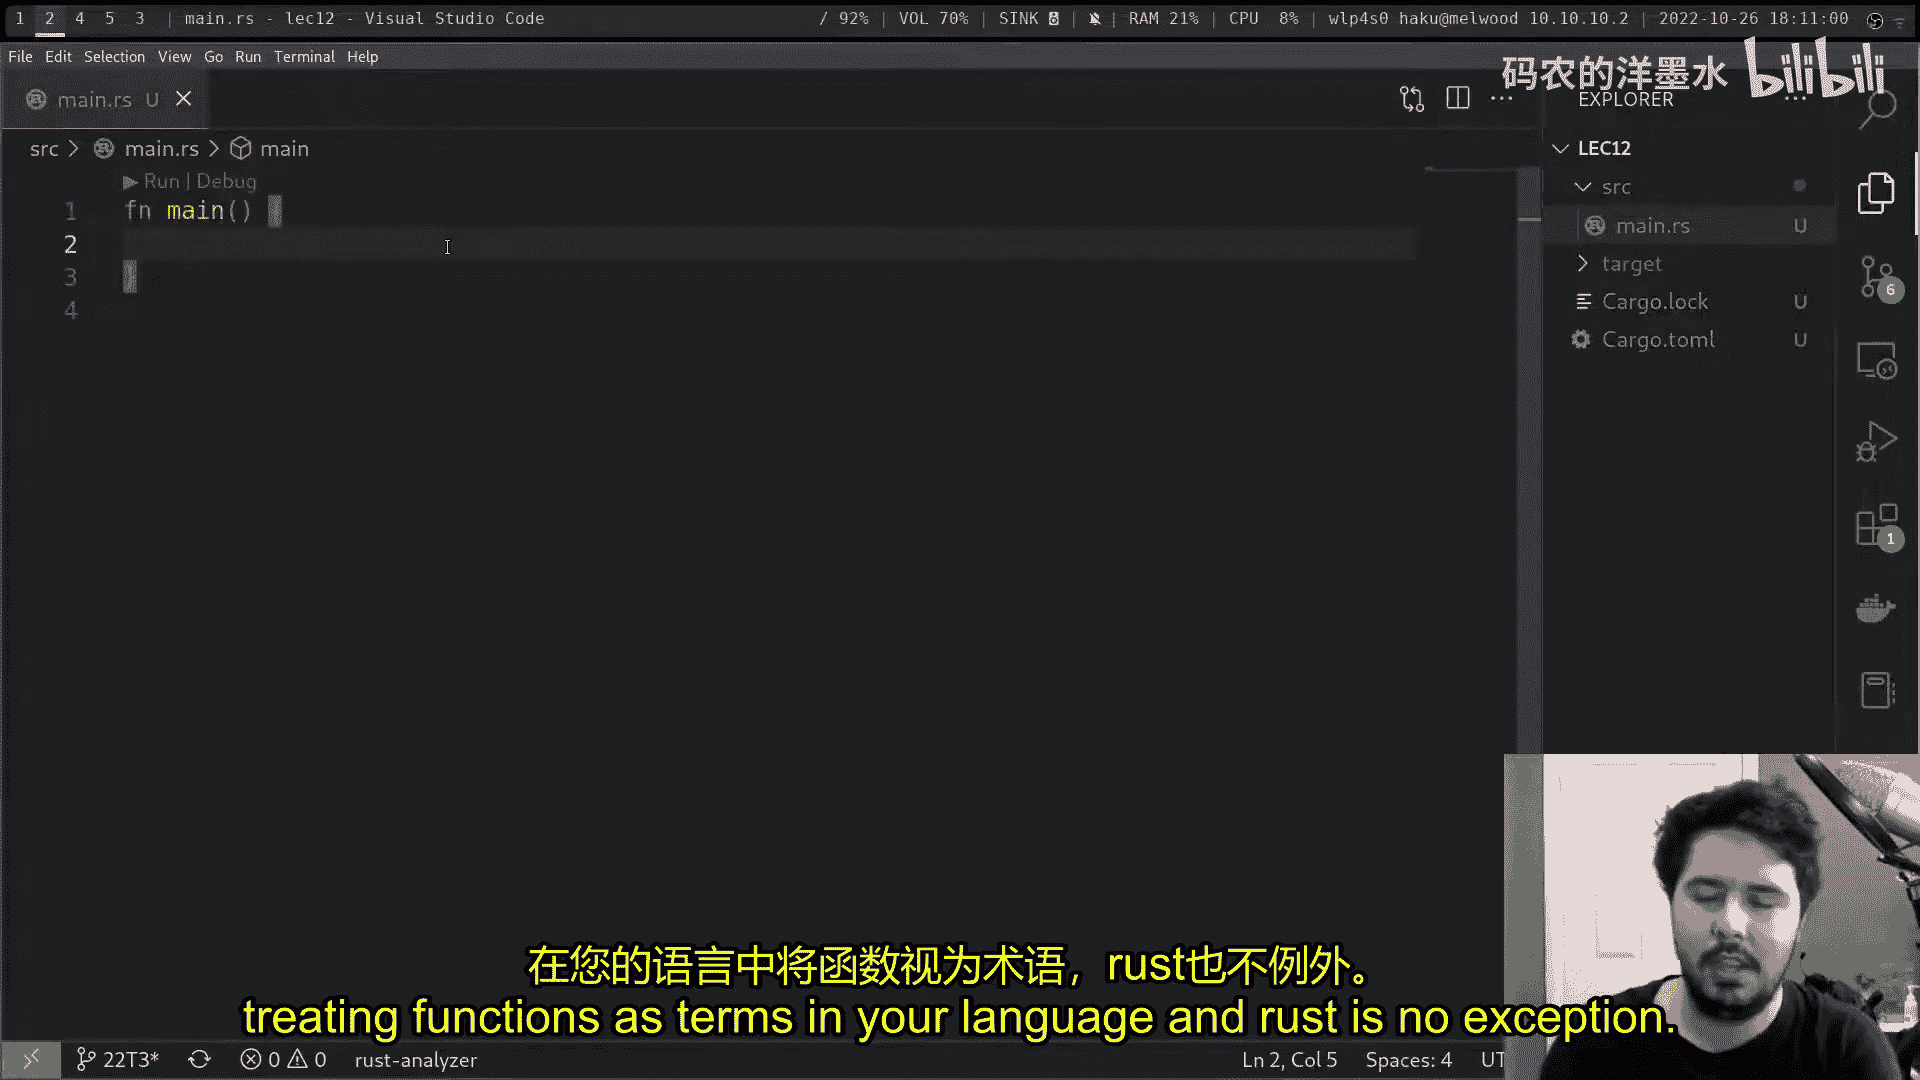 1 2 4 5 3 | main.rs - lec12 - Visual Studio Code
/ 92% | VOL 70% | SINK | | RAM 21% | CPU 8% | wlp4s0 haku@melwood 10.10.10.2 | 2022-10-26 18:11:00
File Edit Selection View Go Run Terminal Help
码农的洋墨水 bilibili
main.rs U
EXPLORER
src > main.rs > main
LEC12
Run | Debug
src
1 fn main() {
main.rs U
2
target
3 }
Cargo.lock U
6
4
Cargo.toml U
1
在您的语言中将函数视为术语，rust也不例外。
treating functions as terms in your language and rust is no exception.
22T3* 0 0 rust-analyzer
Ln 2, Col 5 Spaces: 4 UT